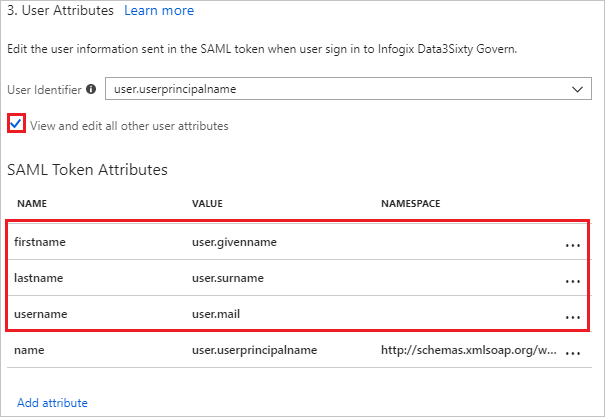 3. User Attributes Learn more
Edit the user information sent in the SAML token when user sign in to Infogix Data3Sixty Govern.
User Identifier user.userprincipalname
View and edit all other user attributes
SAML Token Attributes
NAME VALUE NAMESPACE
firstname user.givenname ...
lastname user.surname ...
username user.mail ...
name user.userprincipalname http://schemas.xmlsoap.org/w... ...
Add attribute